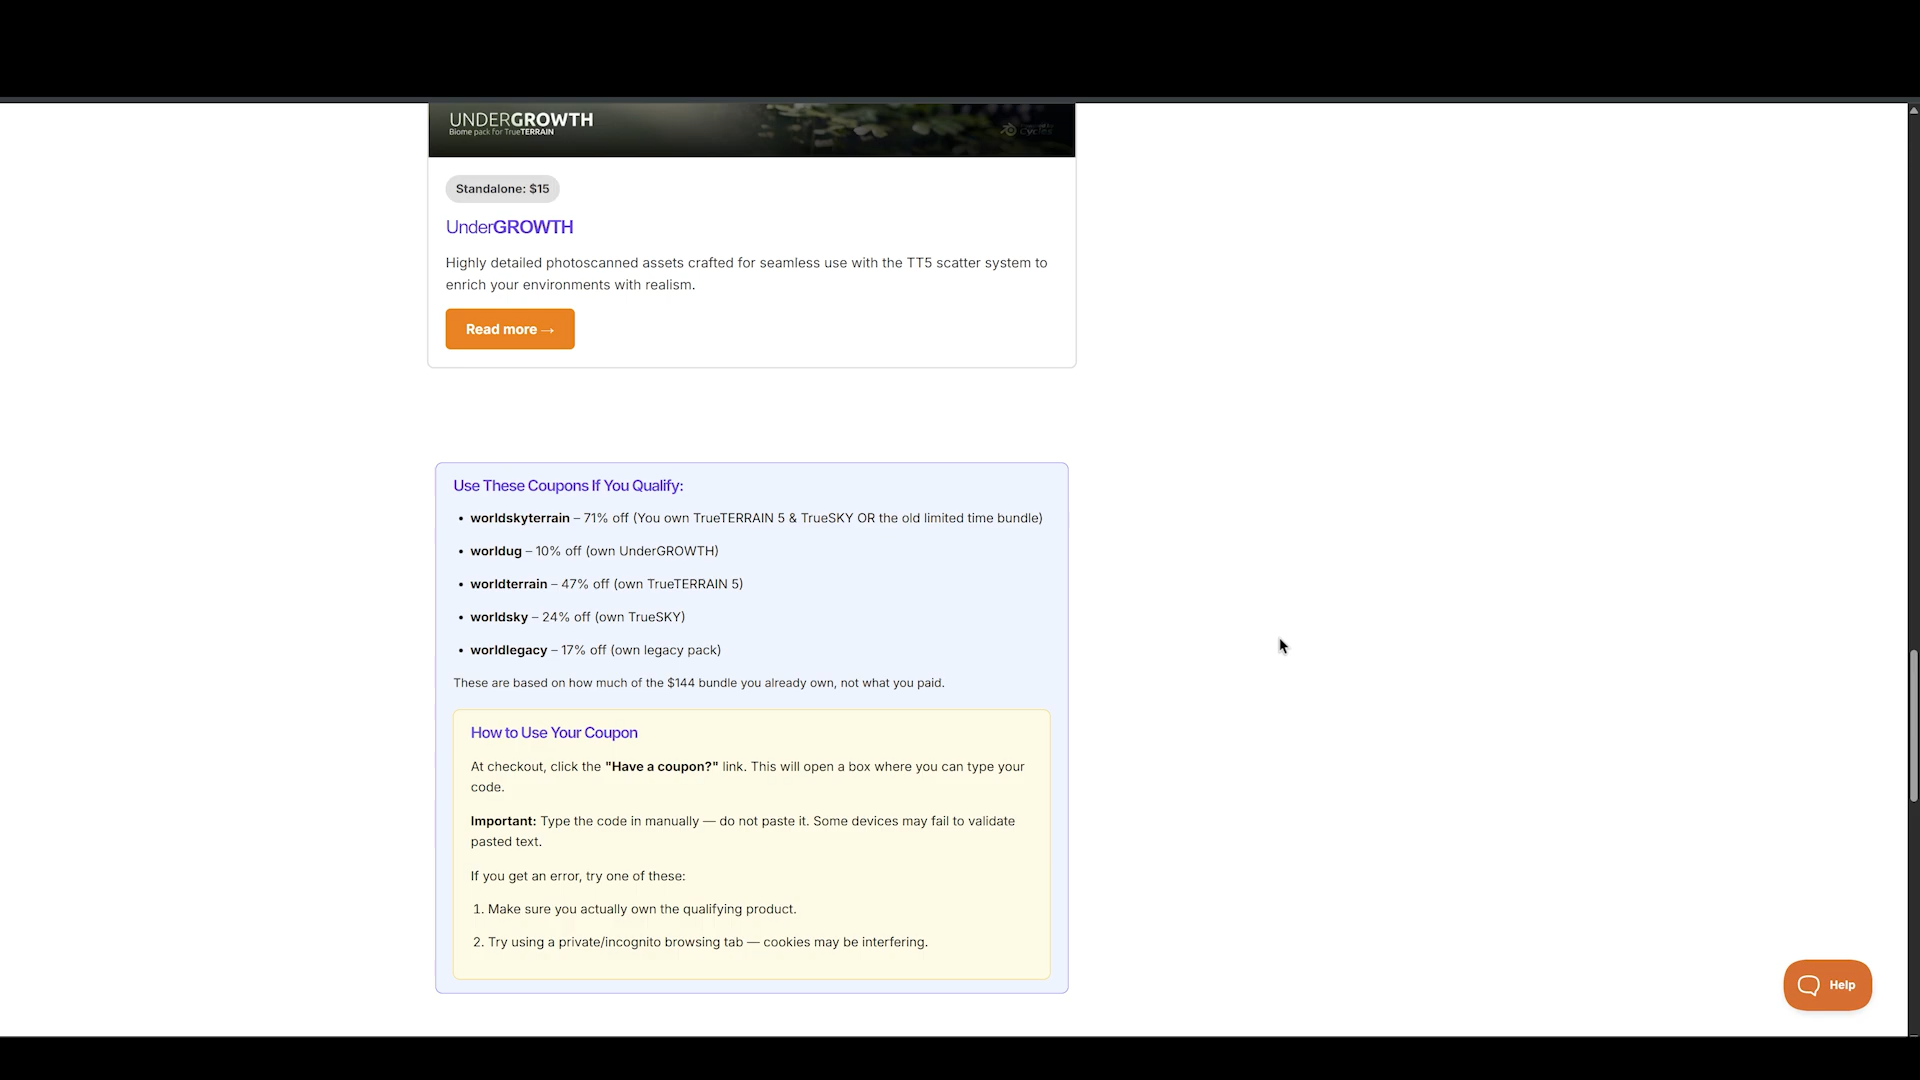 UNDERGROWTH
Biome pack for TrueTERRAIN
Cycles
Standalone: $15
UnderGROWTH
Highly detailed photoscanned assets crafted for seamless use with the TT5 scatter system to
enrich your environments with realism.
Read more →
Use These Coupons If You Qualify:
• worldskyterrain – 71% off (You own TrueTERRAIN 5 & TrueSKY OR the old limited time bundle)
• worldug – 10% off (own UnderGROWTH)
• worldterrain – 47% off (own TrueTERRAIN 5)
• worldsky – 24% off (own TrueSKY)
• worldlegacy – 17% off (own legacy pack)
These are based on how much of the $144 bundle you already own, not what you paid.
How to Use Your Coupon
At checkout, click the "Have a coupon?" link. This will open a box where you can type your
code.
Important: Type the code in manually — do not paste it. Some devices may fail to validate
pasted text.
If you get an error, try one of these:
1. Make sure you actually own the qualifying product.
2. Try using a private/incognito browsing tab — cookies may be interfering.
Help